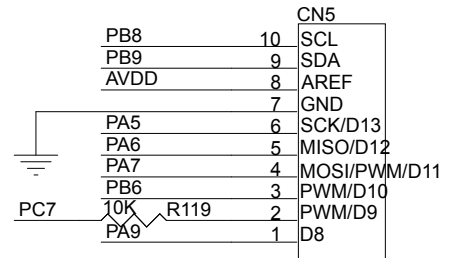 CN5
PB8 10 SCL
PB9 9 SDA
AVDD 8 AREF
7 GND
PA5 6 SCK/D13
PA6 5 MISO/D12
PA7 4 MOSI/PWM/D11
PB6 3 PWM/D10
PC7 10K R119 2 PWM/D9
PA9 1 D8